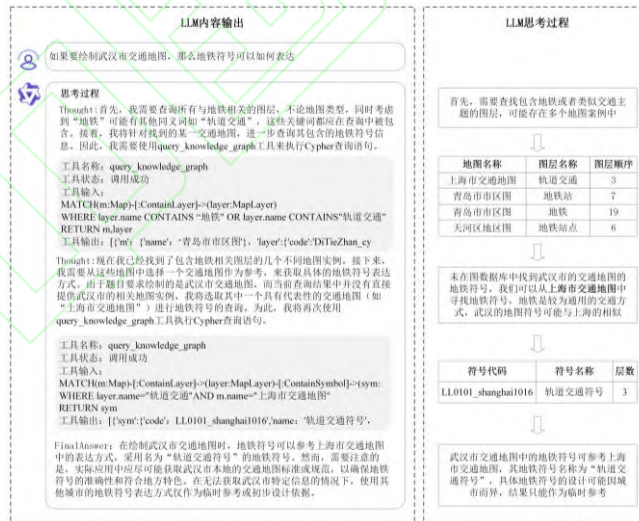 LLM内容输出
如果要绘制武汉市交通地图，那么地铁符号可以如何表达
思考过程
Thought:首先，我需要查询所有与地铁相关的图层，不论地图类型，同时考虑
到“地铁”可能有其他同义词如“轨道交通”，这些关键词都应在查询中被包
含。接着，我将针对找到的某一交通地图，进一步查询其包含的地铁符号信
息。因此，我需要使用query_knowledge_graph工具来执行Cypher查询语句。
工具名称：query_knowledge_graph
工具状态：调用成功
工具输入：
MATCH(m:Map)-[:ContainLayer]->(layer:MapLayer)
WHERE layer.name CONTAINS “地铁” OR layer.name CONTAINS"轨道交通"
RETURN m,layer
工具输出：[{'m': {'name': '青岛市市区图'}, 'layer':{'code':'DiTieZhan_cy
Thought:现在我已经找到了包含地铁相关图层的几个不同地图实例，接下来，
我需要从这些地图中选择一个交通地图作为参考，来获取具体的地铁符号表达
方式。由于题目要求绘制的是武汉市交通地图，而当前查询结果中并没有直接
提供武汉市的相关地图实例，我将选取其中一个具有代表性的交通地图（如
“上海市交通地图”）进行地铁符号的查询。为此，我将再次使用
query_knowledge_graph工具执行Cypher查询语句。
工具名称：query_knowledge_graph
工具状态：调用成功
工具输入：
MATCH(m:Map)-[:ContainLayer]->(layer:MapLayer)-[:ContainSymbol]->(sym:
WHERE layer.name="轨道交通"AND m.name="上海市交通地图"
RETURN sym
工具输出：[{'sym':{'code': LL0101_shanghai1016','name: '轨道交通符号',
FinalAnswer：在绘制武汉市交通地图时，地铁符号可以参考上海市交通地图
中的表达方式，采用名为“轨道交通符号”的地铁符号。然而，需要注意的
是，实际应用中应尽可能获取武汉市本地的交通地图标准或规范，以确保地铁
符号的准确性和符合地方特色。在无法获取武汉市特定信息的情况下，使用其
他城市的地铁符号表达方式仅作为临时参考或初步设计依据。
LLM思考过程
首先，需要查找包含地铁或者类似交通主
题的图层，可能存在多个地图案例中
地图名称 图层名称 图层顺序
上海市交通地图 轨道交通 3
青岛市市区图 地铁站 7
青岛市市区图 地铁 19
天河区地区图 地铁站点 6
未在图数据库中找到武汉市的交通地图的
地铁符号，我们可以从上海市交通地图中
寻找地铁符号，地铁是较为通用的交通方
式，武汉的地图符号可能与上海的相似
符号代码 符号名称 层数
LL0101_shanghai1016 轨道交通符号 3
武汉市交通地图中的地铁符号可参考上海
市交通地图，其地铁符号名称为“轨道交
通符号”，具体地铁符号的设计可能因城
市而异，结果只能作为临时参考